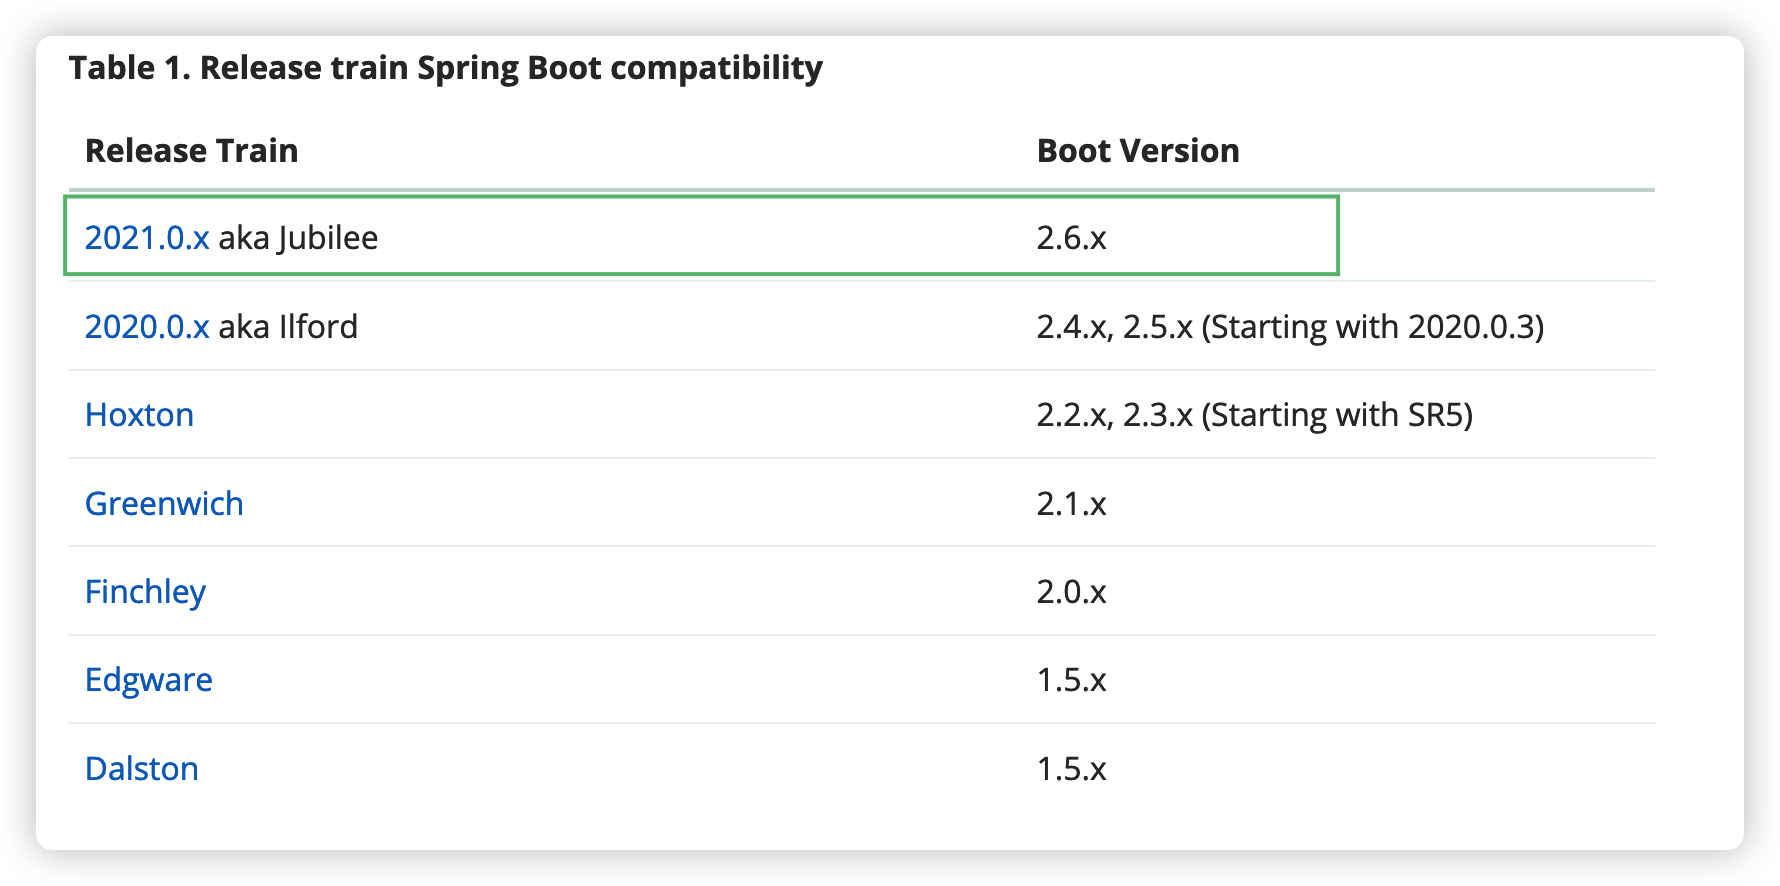 Table 1. Release train Spring Boot compatibility
Release Train Boot Version
2021.0.x aka Jubilee 2.6.x
2020.0.x aka Ilford 2.4.x, 2.5.x (Starting with 2020.0.3)
Hoxton 2.2.x, 2.3.x (Starting with SR5)
Greenwich 2.1.x
Finchley 2.0.x
Edgware 1.5.x
Dalston 1.5.x